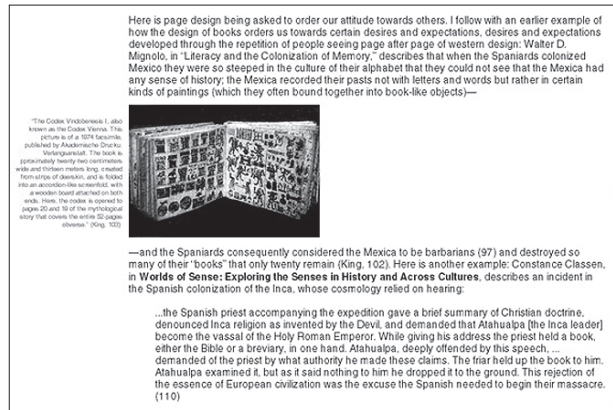 Here is page design being asked to order our attitude towards others. I follow with an earlier example of
how the design of books orders us towards certain desires and expectations, desires and expectations
developed through the repetition of people seeing page after page of western design: Walter D.
Mignolo, in “Literacy and the Colonization of Memory,” describes that when the Spaniards colonized
Mexico they were so steeped in the culture of their alphabet that they could not see that the Mexica had
any sense of history; the Mexica recorded their pasts not with letters and words but rather in certain
kinds of paintings (which they often bound together into book-like objects)—
"The Codex Vindobonesis I, also
known as the Codex Vienna. This
picture is of a 1974 facsimile,
published by Akademische Drucku.
Verlangsanstalt. The book is
pproximately twenty-two centimeters
wide and thirteen meters long, created
from strips of deerskin, and is folded
into an accordion-like screenfold, with
a wooden board attached on both
ends. Here, the codex is opened to
pages 20 and 19 of the mythological
story that covers the entire 52-pages
obverse." (King, 103)
—and the Spaniards consequently considered the Mexica to be barbarians (97) and destroyed so
many of their “books” that only twenty remain (King, 102). Here is another example: Constance Classen,
in Worlds of Sense: Exploring the Senses in History and Across Cultures, describes an incident in
the Spanish colonization of the Inca, whose cosmology relied on hearing:
...the Spanish priest accompanying the expedition gave a brief summary of Christian doctrine,
denounced Inca religion as invented by the Devil, and demanded that Atahualpa [the Inca leader]
become the vassal of the Holy Roman Emperor. While giving his address the priest held a book,
either the Bible or a breviary, in one hand. Atahualpa, deeply offended by this speech, ...
demanded of the priest by what authority he made these claims. The friar held up the book to him.
Atahualpa examined it, but as it said nothing to him he dropped it to the ground. This rejection of
the essence of European civilization was the excuse the Spanish needed to begin their massacre.
(110)